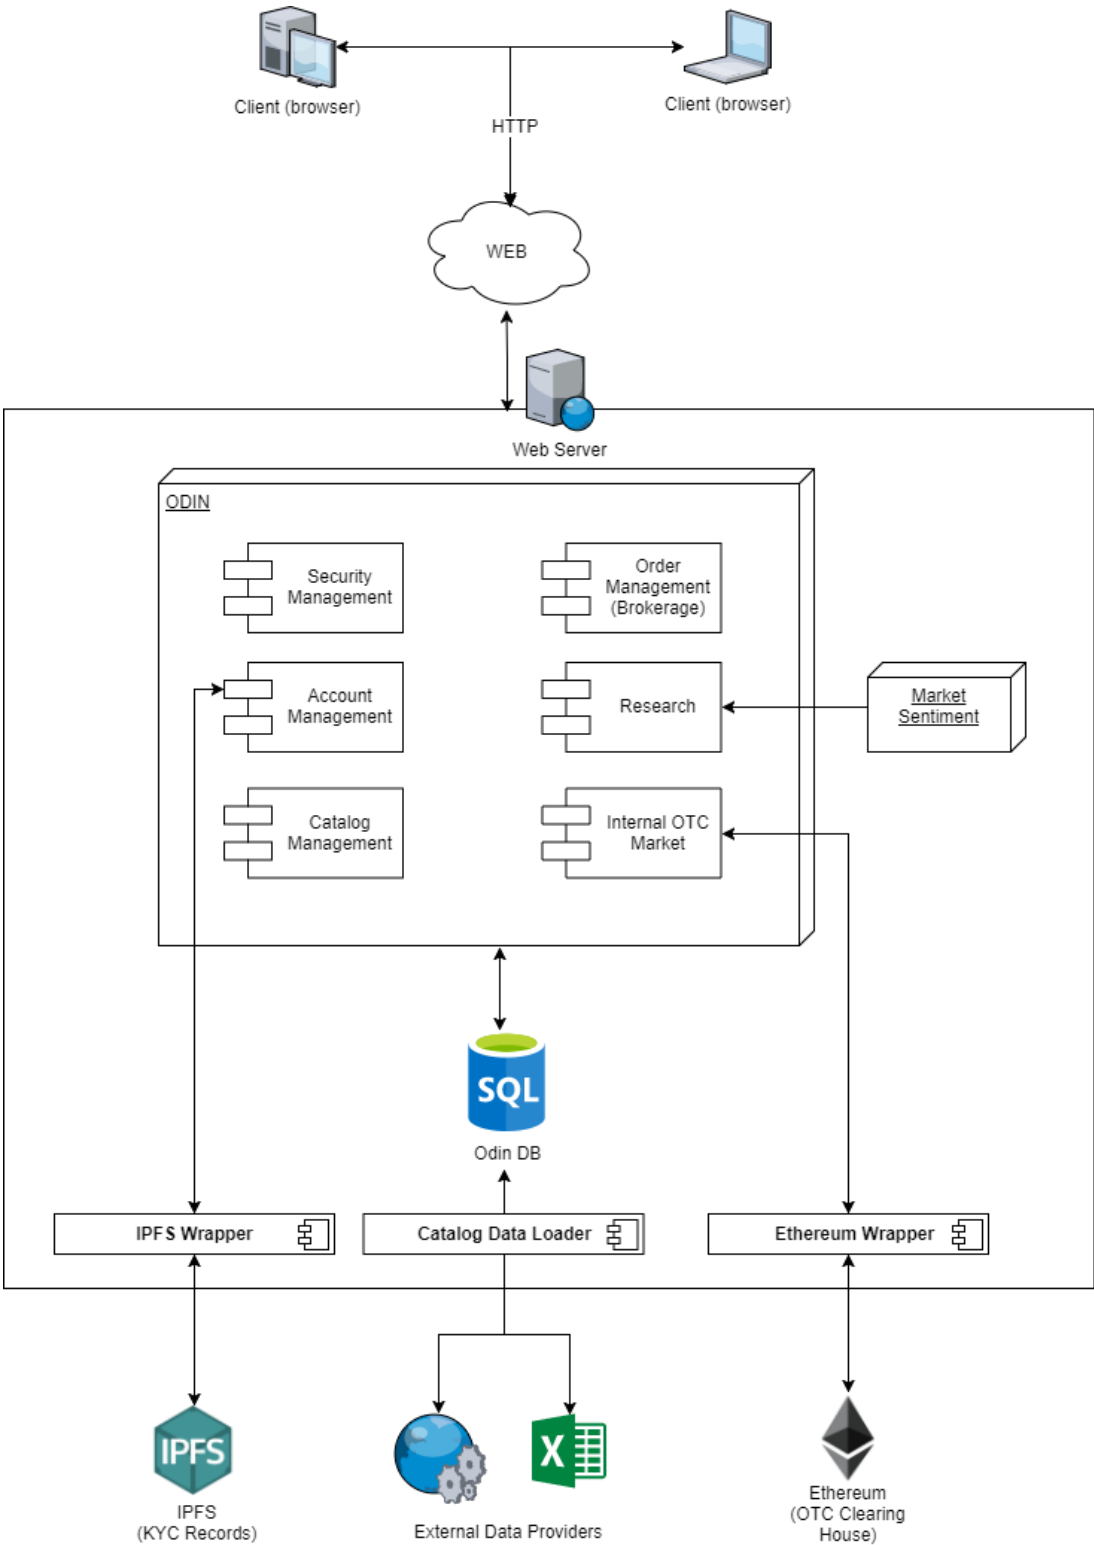 Client (browser)
Client (browser)
HTTP
WEB
Web Server
ODIN
Security
Management
Order
Management
(Brokerage)
Account
Management
Research
Market
Sentiment
Catalog
Management
Internal OTC
Market
SQL
Odin DB
IPFS Wrapper
Catalog Data Loader
Ethereum Wrapper
IPFS
X
IPFS
(KYC Records)
External Data Providers
Ethereum
(OTC Clearing
House)